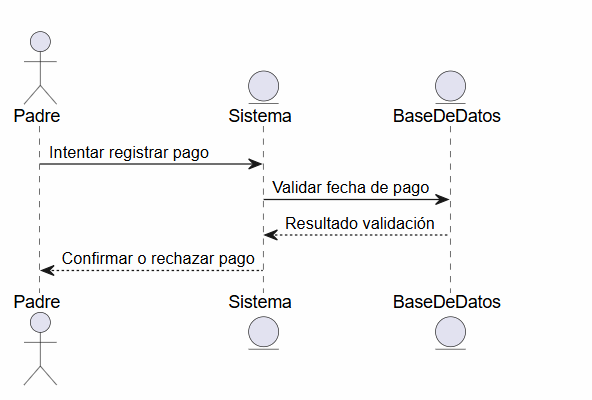 Padre
Sistema
BaseDeDatos
Intentar registrar pago
Validar fecha de pago
Resultado validación
Confirmar o rechazar pago
Padre
Sistema
BaseDeDatos